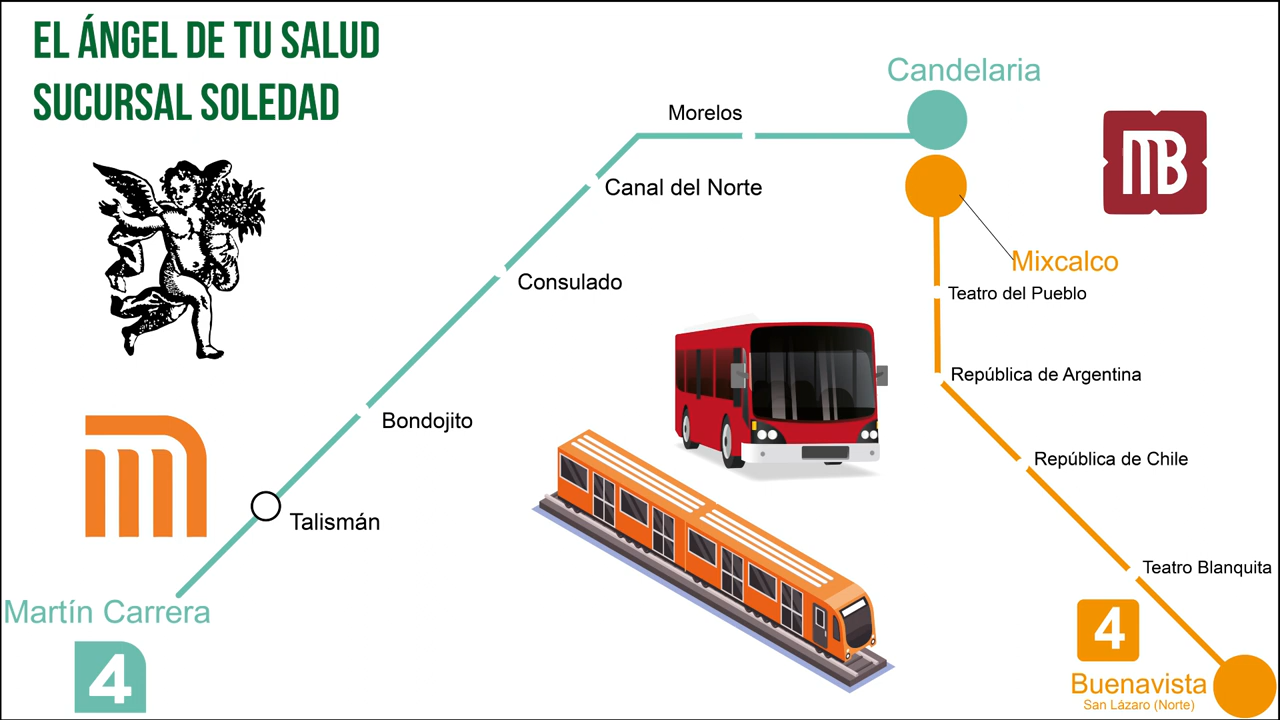 EL ÁNGEL DE TU SALUD
SUCURSAL SOLEDAD
Candelaria
Morelos
MB
Canal del Norte
Mixcalco
Consulado
Teatro del Pueblo
República de Argentina
Bondojito
República de Chile
Talismán
Teatro Blanquita
Martín Carrera
4
4
Buenavista
San Lázaro (Norte)